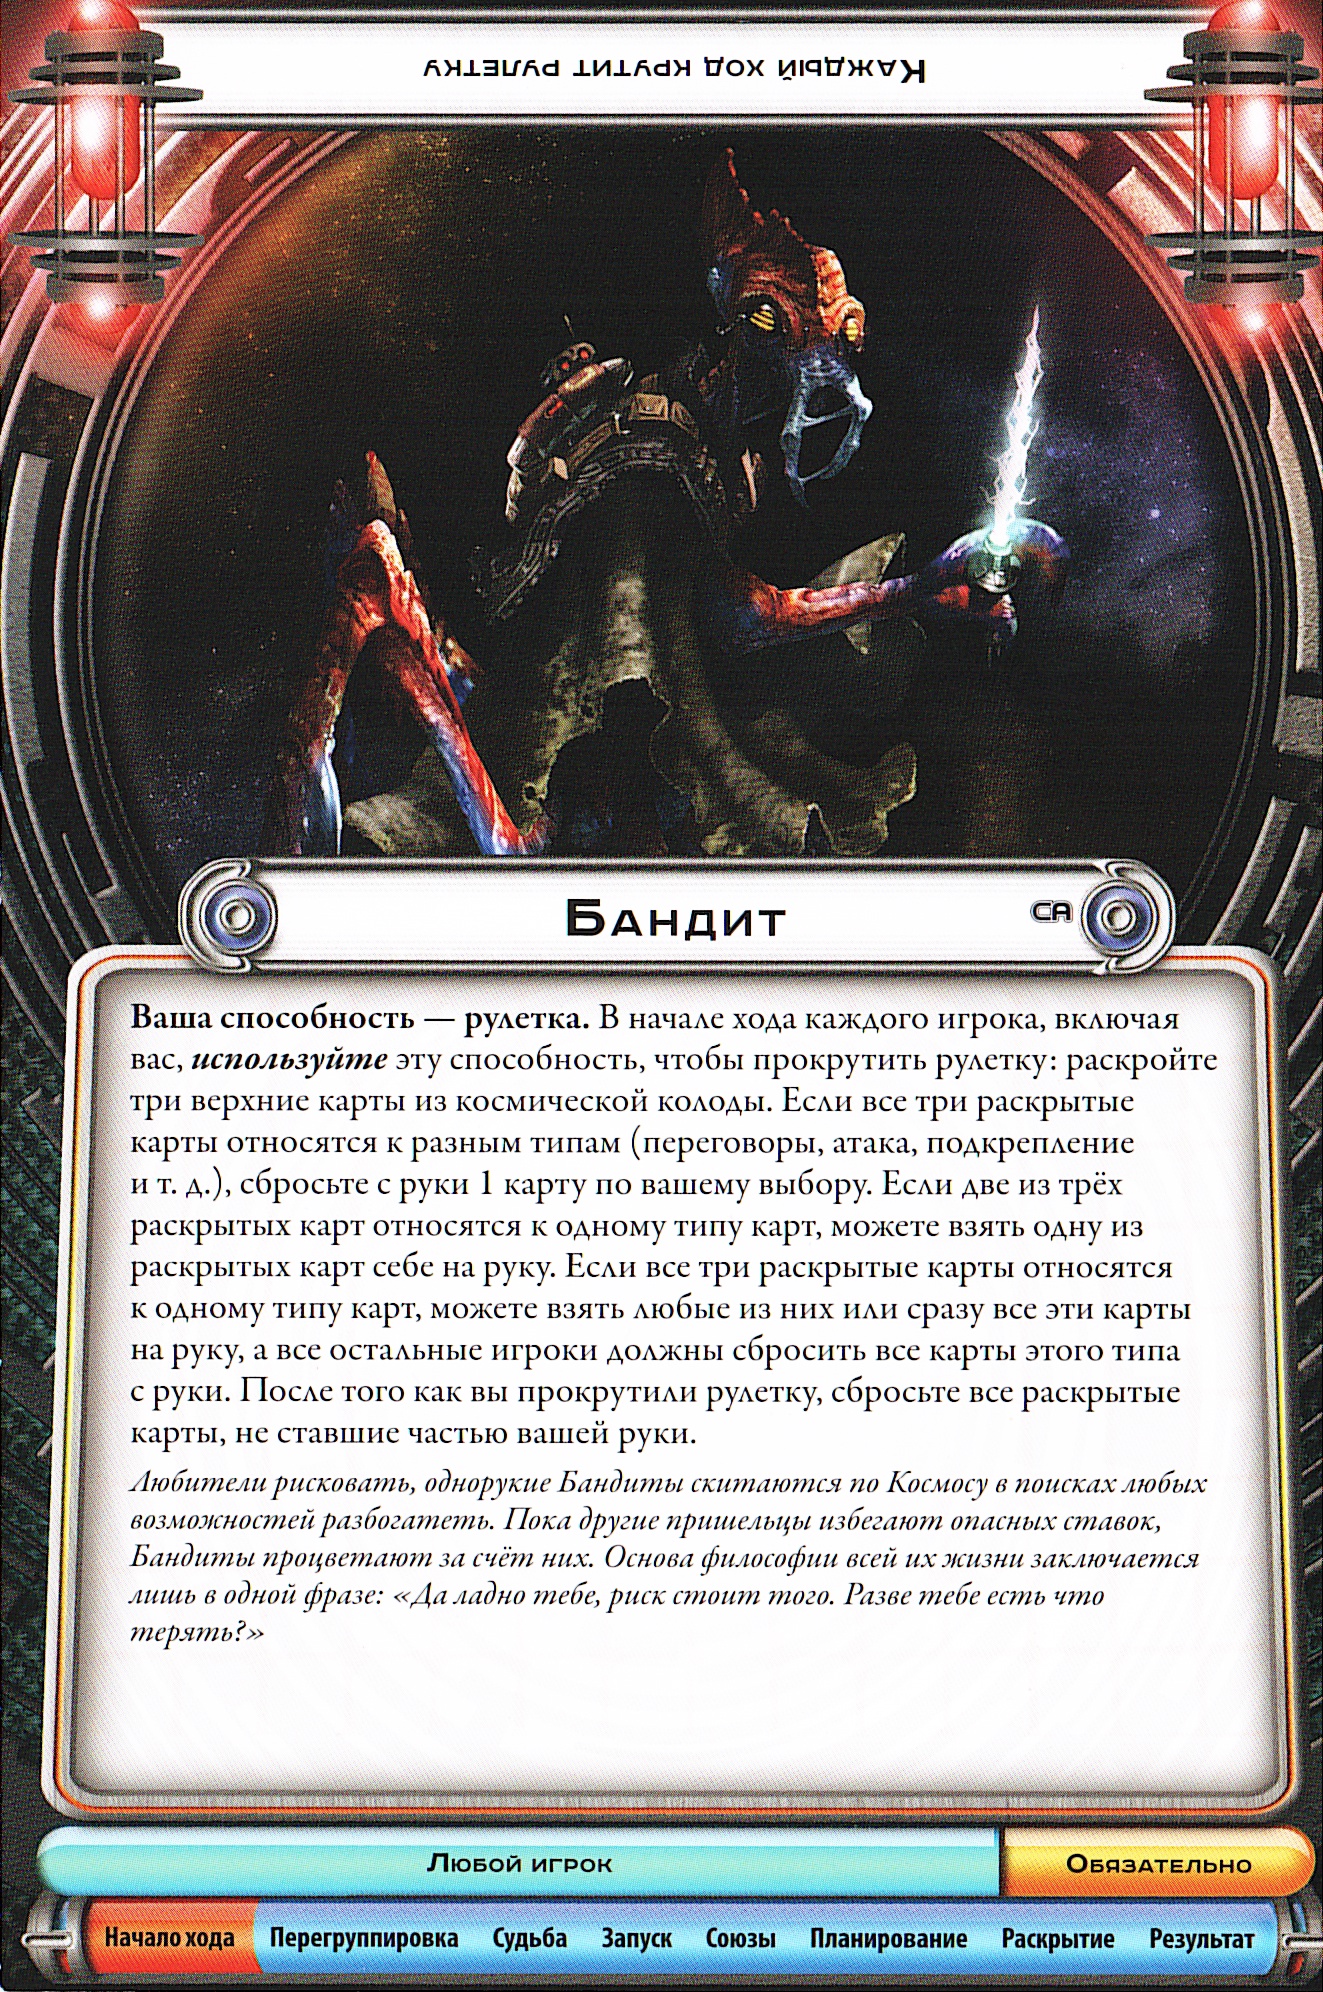 Каждый ход крутит рулетку
Бандит
CA
Ваша способность — рулетка. В начале хода каждого игрока, включая
вас, используйте эту способность, чтобы прокрутить рулетку: раскройте
три верхние карты из космической колоды. Если все три раскрытые
карты относятся к разным типам (переговоры, атака, подкрепление
и т. д.), сбросьте с руки 1 карту по вашему выбору. Если две из трёх
раскрытых карт относятся к одному типу карт, можете взять одну из
раскрытых карт себе на руку. Если все три раскрытые карты относятся
к одному типу карт, можете взять любые из них или сразу все эти карты
на руку, а все остальные игроки должны сбросить все карты этого типа
с руки. После того как вы прокрутили рулетку, сбросьте все раскрытые
карты, не ставшие частью вашей руки.
Любители рисковать, однорукие Бандиты скитаются по Космосу в поисках любых
возможностей разбогатеть. Пока другие пришельцы избегают опасных ставок,
Бандиты процветают за счёт них. Основа философии всей их жизни заключается
лишь в одной фразе: «Да ладно тебе, риск стоит того. Разве тебе есть что
терять?»
Любой игрок Обязательно
Начало хода Перегруппировка Судьба Запуск Союзы Планирование Раскрытие Результат